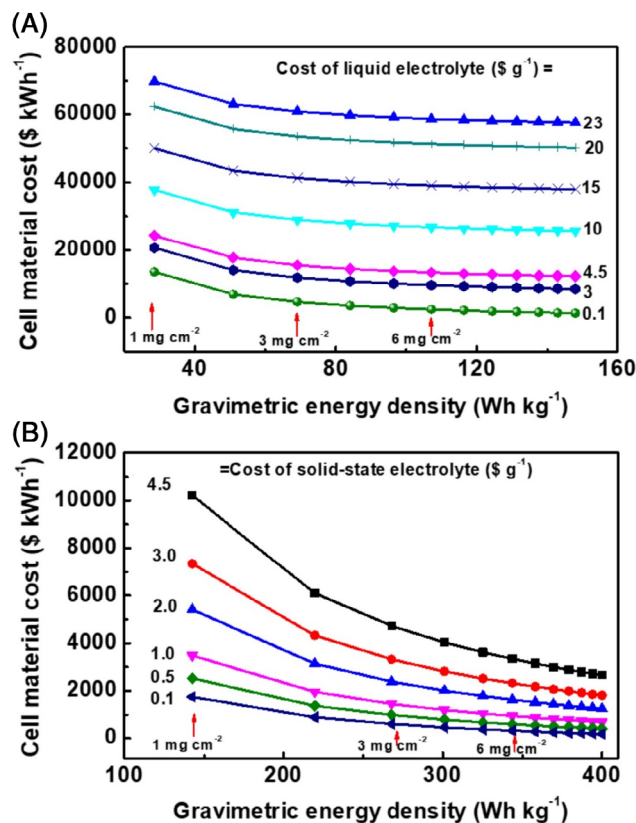 (A)
80000
60000
40000
20000
0
Cell material cost ($ kWh⁻¹)
Cost of liquid electrolyte ($ g⁻¹) =
23
20
15
10
4.5
3
0.1
1 mg cm⁻²
3 mg cm⁻²
6 mg cm⁻²
40
80
120
160
Gravimetric energy density (Wh kg⁻¹)
(B)
12000
10000
8000
6000
4000
2000
0
Cell material cost ($ kWh⁻¹)
=Cost of solid-state electrolyte ($ g⁻¹)
4.5
3.0
2.0
1.0
0.5
0.1
1 mg cm⁻²
3 mg cm⁻²
6 mg cm⁻²
100
200
300
400
Gravimetric energy density (Wh kg⁻¹)